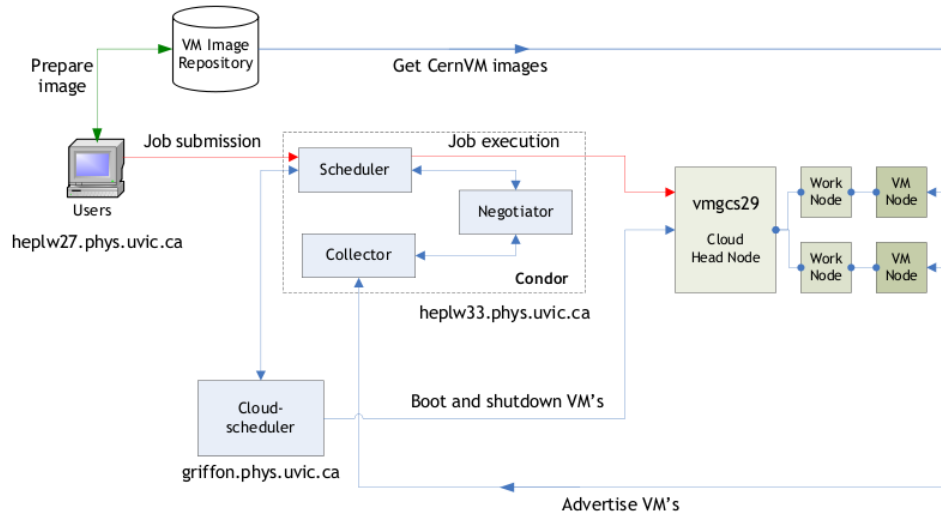 VM Image
Repository
Prepare
image
Get CernVM images
Job submission
Job execution
Users
heplw27.phys.uvic.ca
Scheduler
Negotiator
Collector
Condor
heplw33.phys.uvic.ca
vmgcs29
Cloud
Head Node
Work
Node
VM
Node
Work
Node
VM
Node
Cloud-
scheduler
griffon.phys.uvic.ca
Boot and shutdown VM's
Advertise VM's